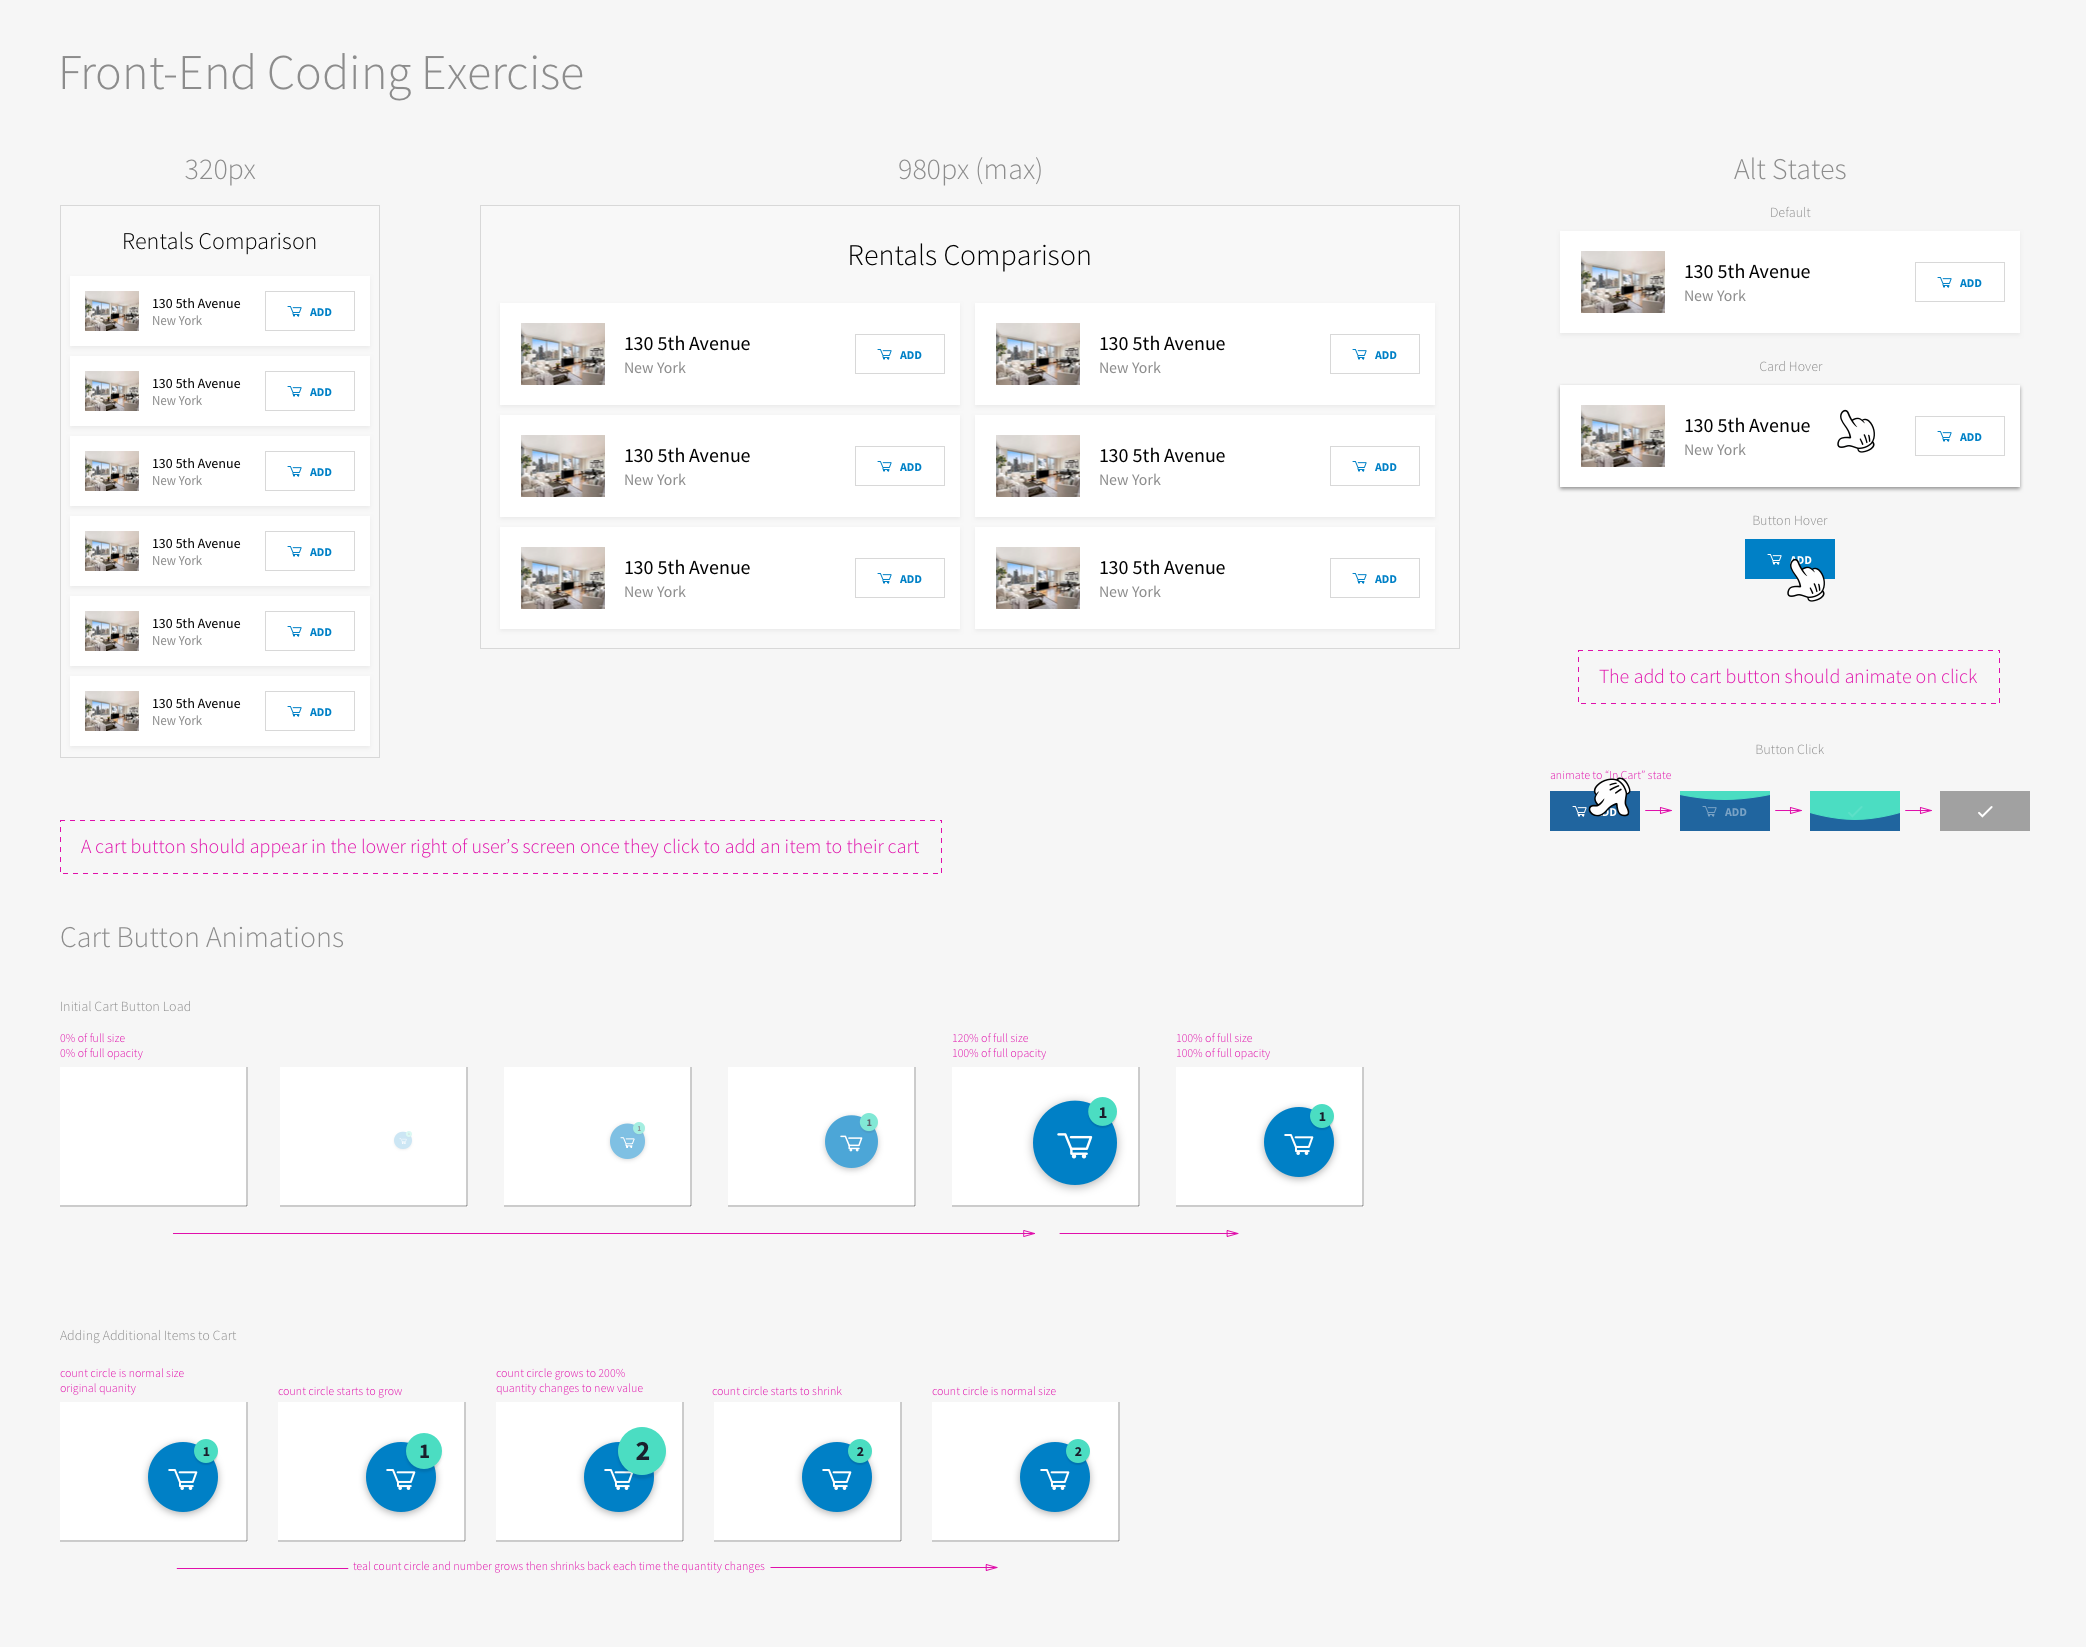 Front-End Coding Exercise
320px
Rentals Comparison
130 5th Avenue
New York
ADD
130 5th Avenue
New York
ADD
130 5th Avenue
New York
ADD
130 5th Avenue
New York
ADD
130 5th Avenue
New York
ADD
130 5th Avenue
New York
ADD
980px (max)
Rentals Comparison
130 5th Avenue
New York
ADD
130 5th Avenue
New York
ADD
130 5th Avenue
New York
ADD
130 5th Avenue
New York
ADD
130 5th Avenue
New York
ADD
130 5th Avenue
New York
ADD
Alt States
Default
130 5th Avenue
New York
ADD
Card Hover
130 5th Avenue
New York
ADD
Button Hover
ADD
The add to cart button should animate on click
Button Click
animate to "In Cart" state
ADD
A cart button should appear in the lower right of user's screen once they click to add an item to their cart
Cart Button Animations
Initial Cart Button Load
0% of full size
0% of full opacity
1
1
120% of full size
100% of full opacity
1
100% of full size
100% of full opacity
1
Adding Additional Items to Cart
count circle is normal size
original quanity
1
count circle starts to grow
1
count circle grows to 200%
quantity changes to new value
2
count circle starts to shrink
2
count circle is normal size
2
teal count circle and number grows then shrinks back each time the quantity changes